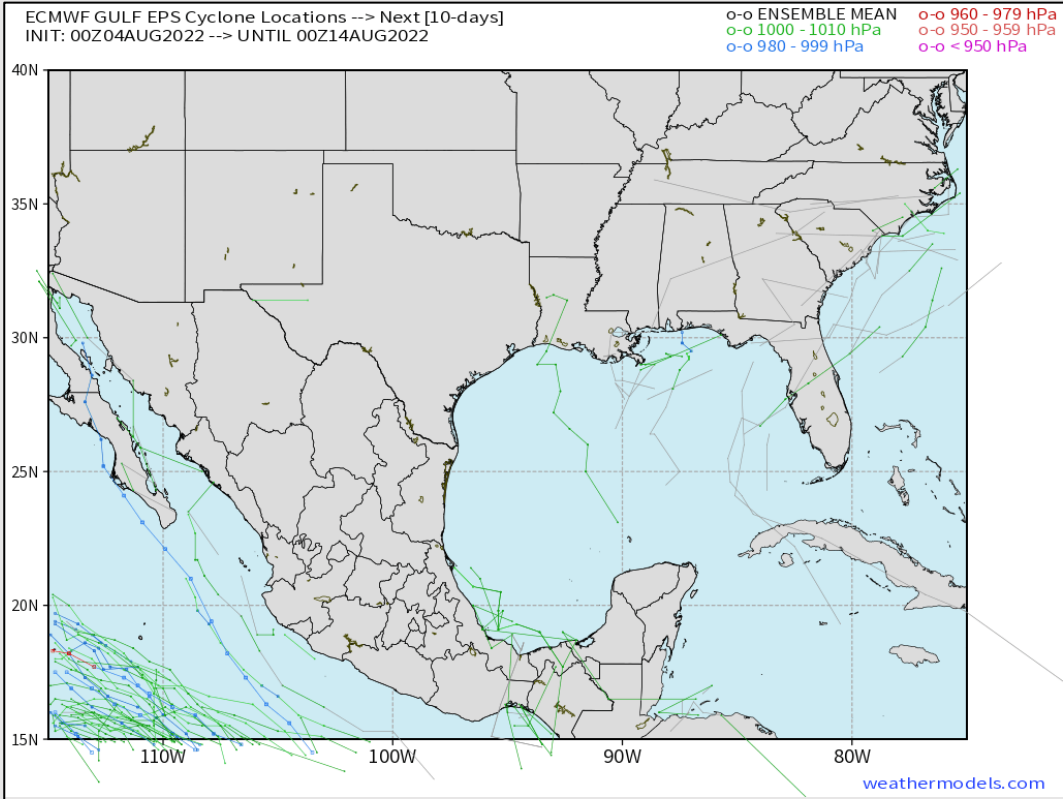 ECMWF GULF EPS Cyclone Locations --> Next [10-days]
INIT: 00Z04AUG2022 --> UNTIL 00Z14AUG2022
o-o ENSEMBLE MEAN
o-o 1000 - 1010 hPa
o-o 980 - 999 hPa
o-o 960 - 979 hPa
o-o 950 - 959 hPa
o-o < 950 hPa
40N
35N
30N
25N
20N
15N
110W
100W
90W
80W
weathermodels.com